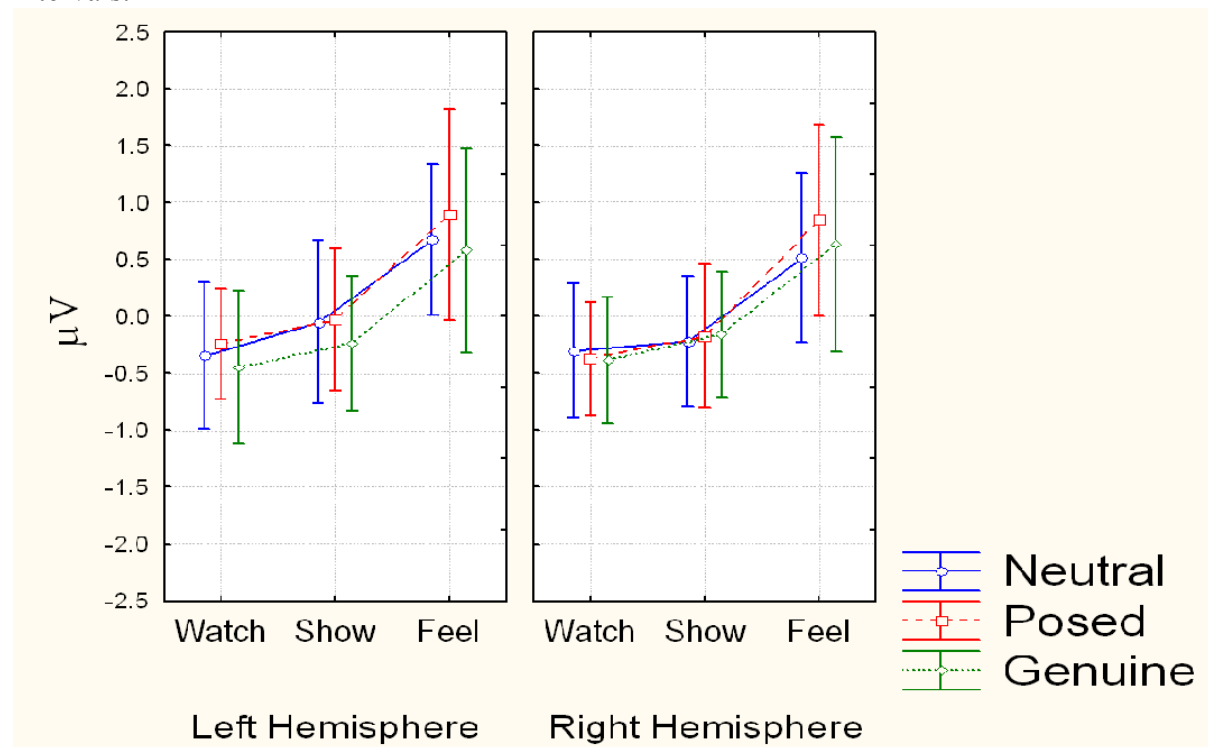 2.5
2.0
1.5
1.0
0.5
0.0
-0.5
-1.0
-1.5
-2.0
-2.5
µV
Watch Show Feel
Watch Show Feel
Left Hemisphere
Right Hemisphere
Neutral
Posed
Genuine